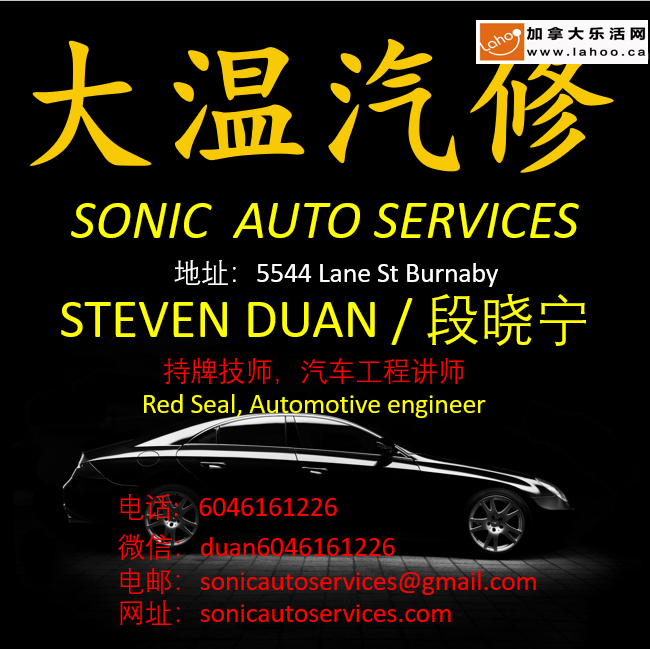 Lahoo 加拿大乐活网
www.lahoo.ca
大温汽修
SONIC AUTO SERVICES
地址：5544 Lane St Burnaby
STEVEN DUAN / 段晓宁
持牌技师，汽车工程讲师
Red Seal, Automotive engineer
电话：6046161226
微信：duan6046161226
电邮：sonicautoservices@gmail.com
网址：sonicautoservices.com